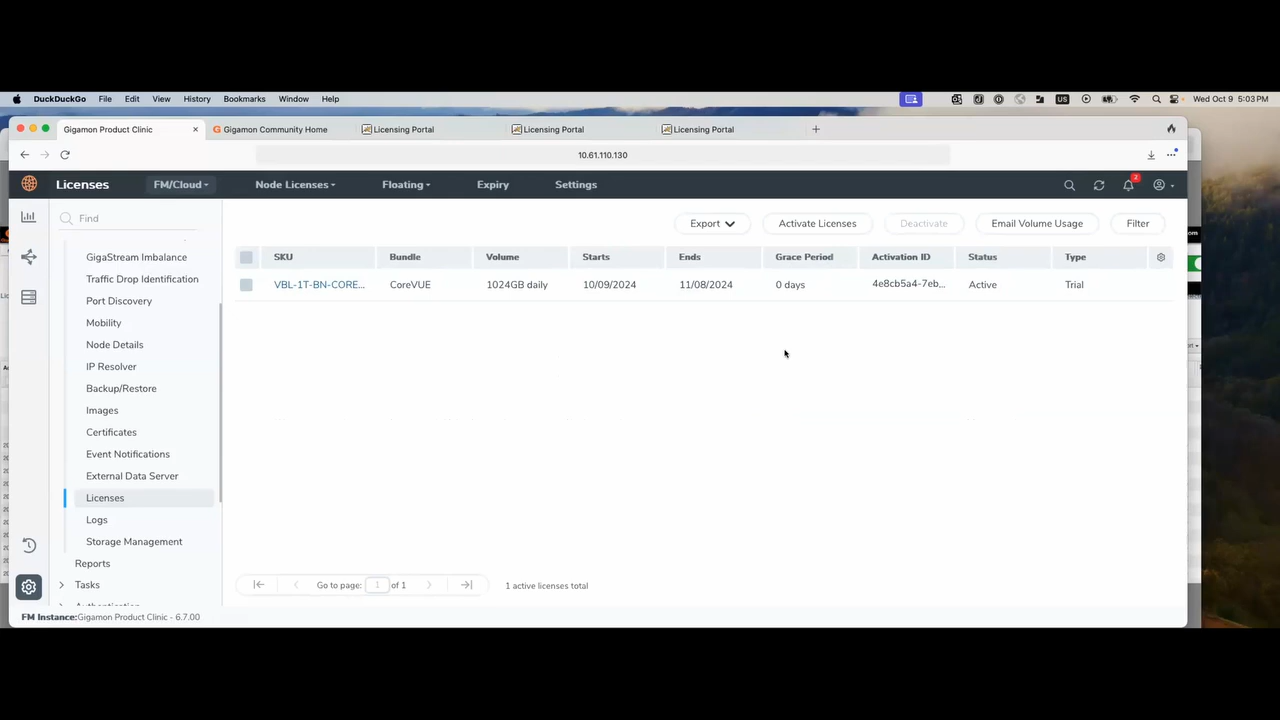 DuckDuckGo File Edit View History Bookmarks Window Help US Wed Oct 9 5:03 PM
Gigamon Product Clinic Gigamon Community Home Licensing Portal Licensing Portal Licensing Portal
10.61.110.130
Licenses FM/Cloud Node Licenses Floating Expiry Settings 2
Find
Export Activate Licenses Deactivate Email Volume Usage Filter
GigaStream Imbalance
Traffic Drop Identification
Port Discovery
Mobility
Node Details
IP Resolver
Backup/Restore
Images
Certificates
Event Notifications
External Data Server
Licenses
Logs
Storage Management
Reports
Tasks
SKU Bundle Volume Starts Ends Grace Period Activation ID Status Type
VBL-1T-BN-CORE... CoreVUE 1024GB daily 10/09/2024 11/08/2024 0 days 4e8cb5a4-7eb... Active Trial
Go to page: 1 of 1 1 active licenses total
FM Instance:Gigamon Product Clinic - 6.7.00